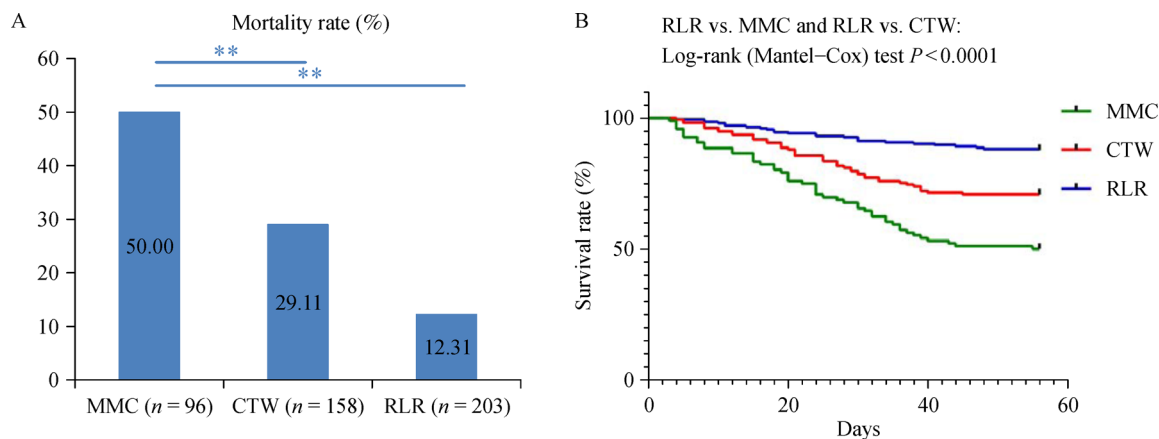 A
Mortality rate (%)
**
**
60
50
40
30
20
10
0
50.00
29.11
12.31
MMC (n = 96)
CTW (n = 158)
RLR (n = 203)
B
RLR vs. MMC and RLR vs. CTW:
Log-rank (Mantel−Cox) test P < 0.0001
Survival rate (%)
100
50
0
0
20
40
60
Days
MMC
CTW
RLR